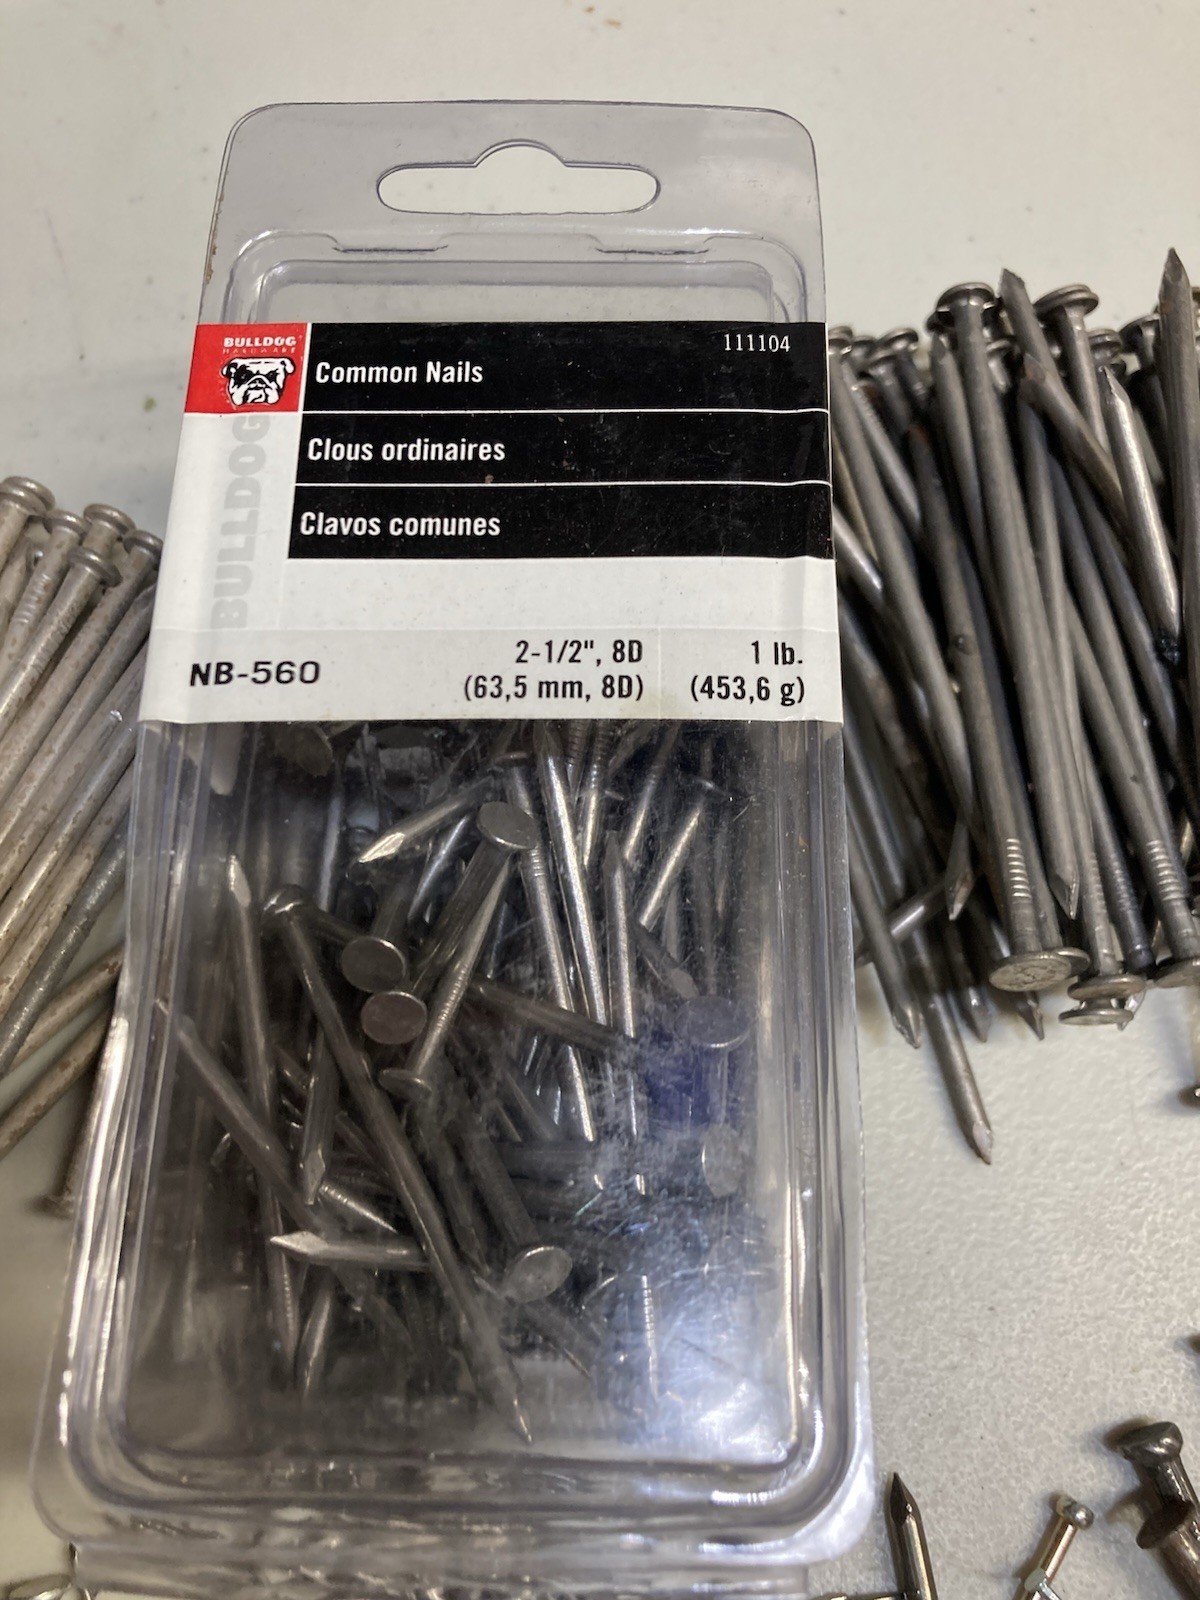 BULLDOG
HARDWARE
111104
Common Nails
Clous ordinaires
Clavos comunes
BULLDOG
NB-560
2-1/2", 8D
(63,5 mm, 8D)
1 lb.
(453,6 g)